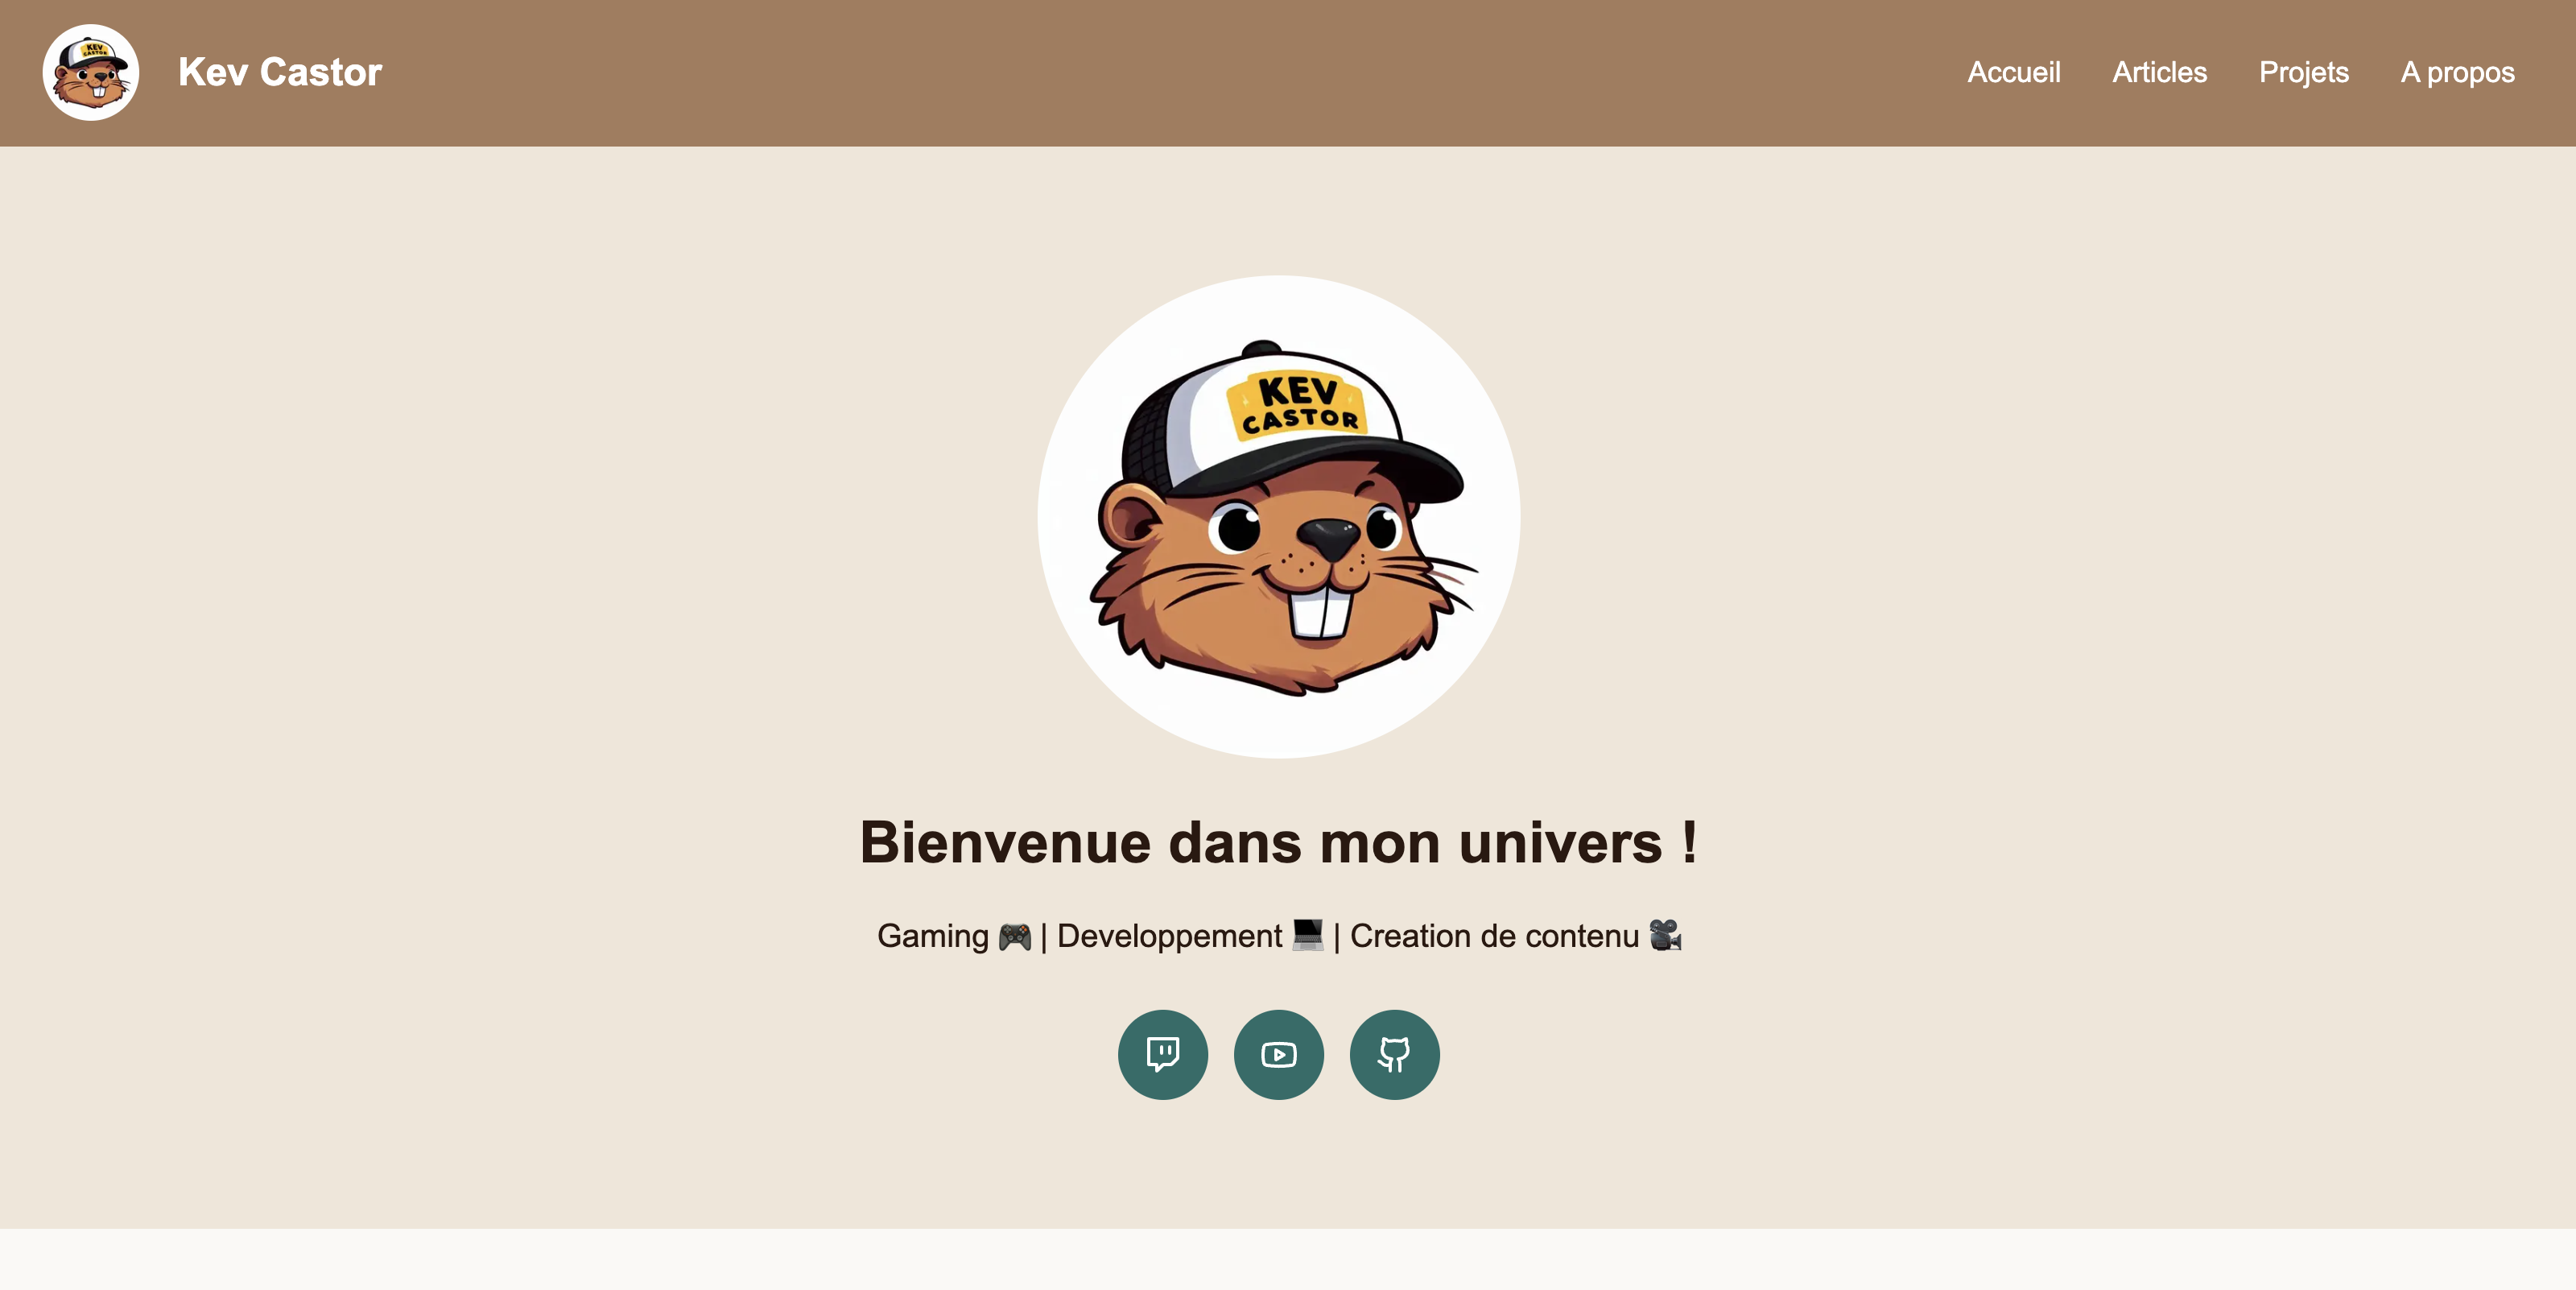 KEV
CASTOR
Kev Castor
Accueil Articles Projets A propos
KEV
CASTOR
Bienvenue dans mon univers !
Gaming 🎮 | Developpement 💻 | Creation de contenu 🎥